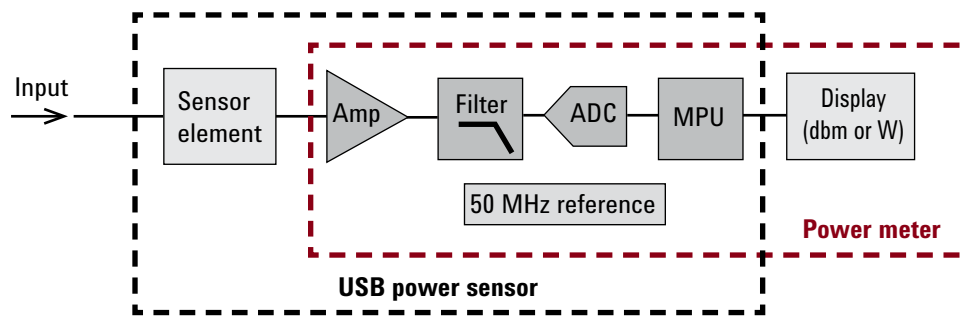 Input
Sensor
element
Amp
Filter
ADC
MPU
Display
(dbm or W)
50 MHz reference
Power meter
USB power sensor